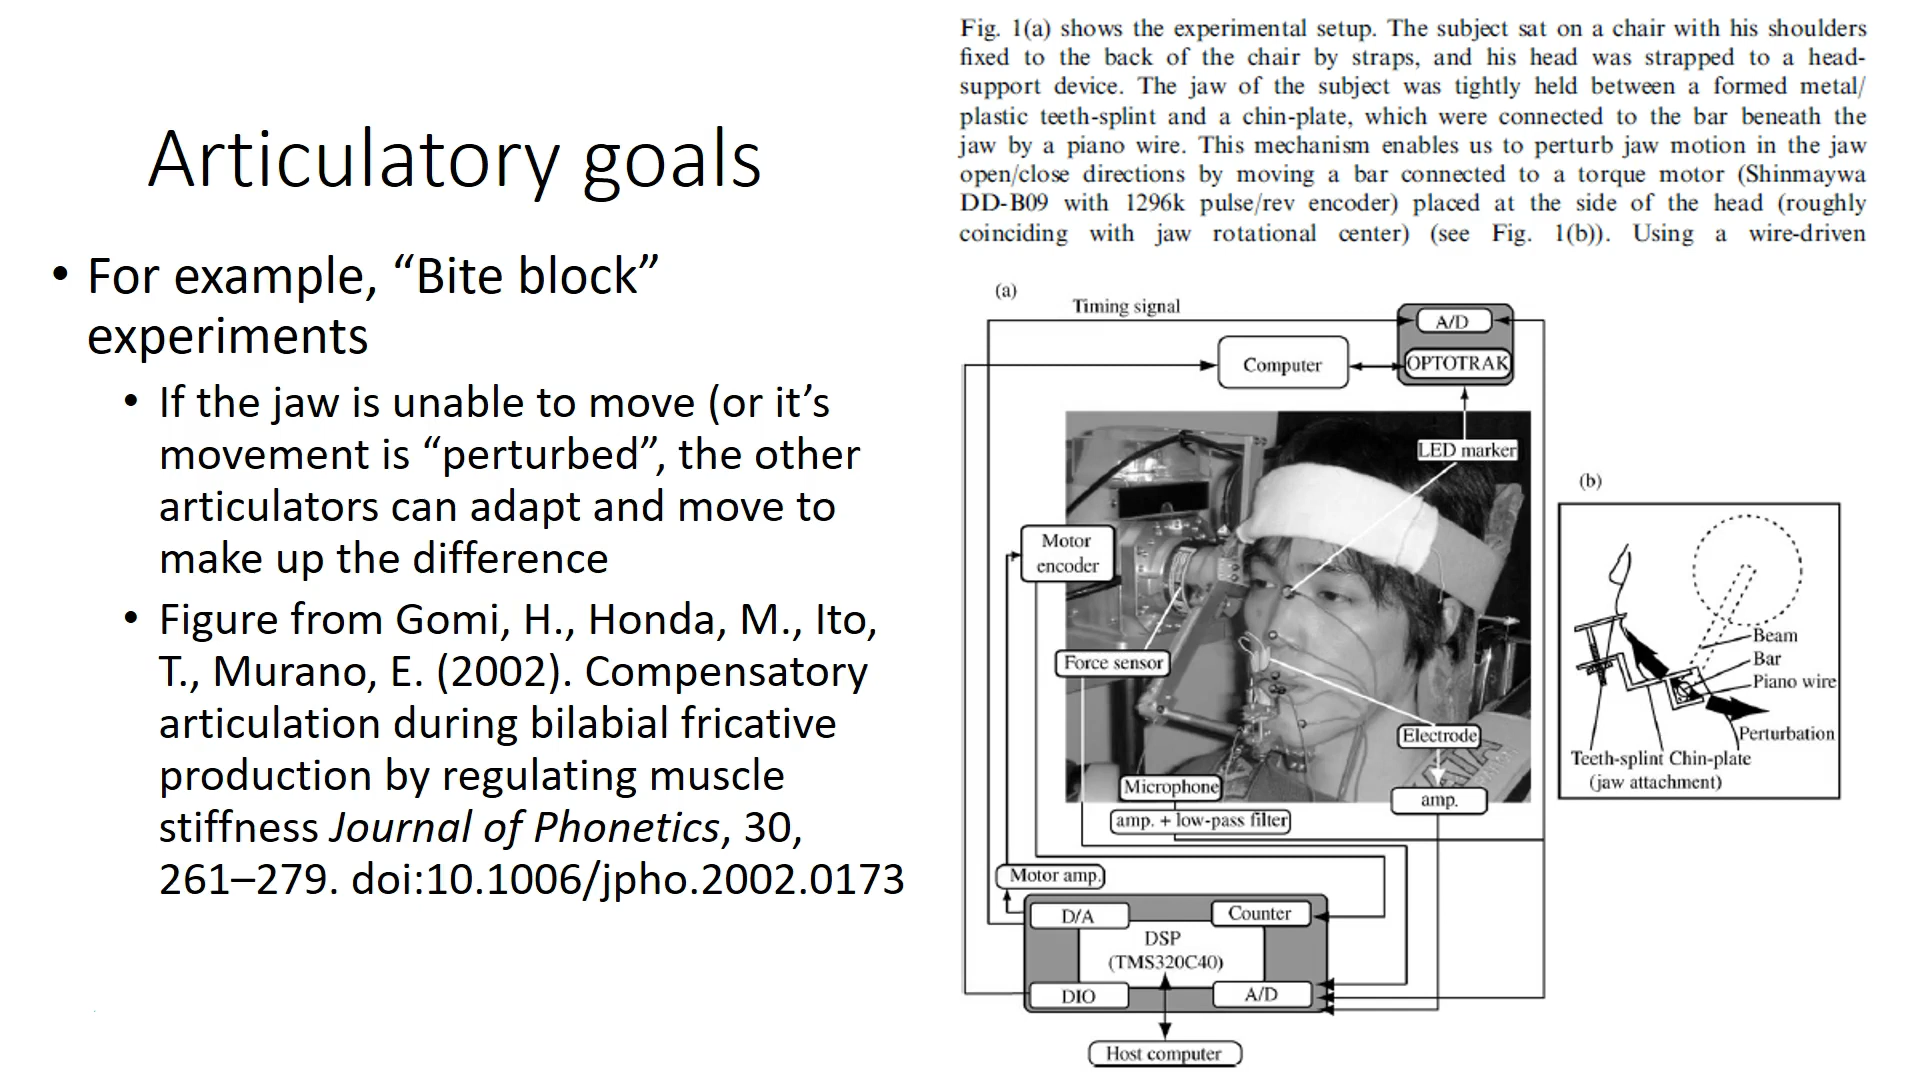 Articulatory goals
• For example, “Bite block”
experiments
• If the jaw is unable to move (or it’s
movement is “perturbed”, the other
articulators can adapt and move to
make up the difference
• Figure from Gomi, H., Honda, M., Ito,
T., Murano, E. (2002). Compensatory
articulation during bilabial fricative
production by regulating muscle
stiffness Journal of Phonetics, 30,
261–279. doi:10.1006/jpho.2002.0173
Fig. 1(a) shows the experimental setup. The subject sat on a chair with his shoulders
fixed to the back of the chair by straps, and his head was strapped to a head-
support device. The jaw of the subject was tightly held between a formed metal/
plastic teeth-splint and a chin-plate, which were connected to the bar beneath the
jaw by a piano wire. This mechanism enables us to perturb jaw motion in the jaw
open/close directions by moving a bar connected to a torque motor (Shinmaywa
DD-B09 with 1296k pulse/rev encoder) placed at the side of the head (roughly
coinciding with jaw rotational center) (see Fig. 1(b)). Using a wire-driven
(a)
Timing signal
A/D
Computer
OPTOTRAK
LED marker
Motor
encoder
Force sensor
Electrode
Microphone
amp.
amp. + low-pass filter
Motor amp.
D/A
Counter
DSP
(TMS320C40)
DIO
A/D
Host computer
(b)
Beam
Bar
Piano wire
Perturbation
Teeth-splint Chin-plate
(jaw attachment)